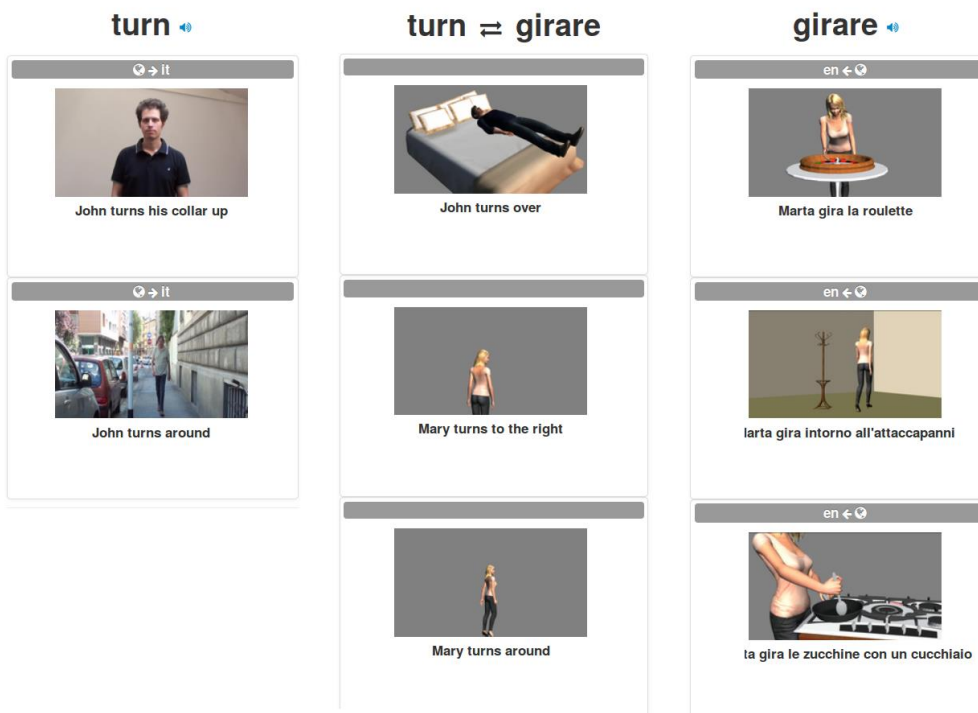 turn
→ it
John turns his collar up
→ it
John turns around
turn ⇄ girare
John turns over
Mary turns to the right
Mary turns around
girare
en ←
Marta gira la roulette
en ←
gira intorno all'attaccapanni
en ←
gira le zucchine con un cucchiaio